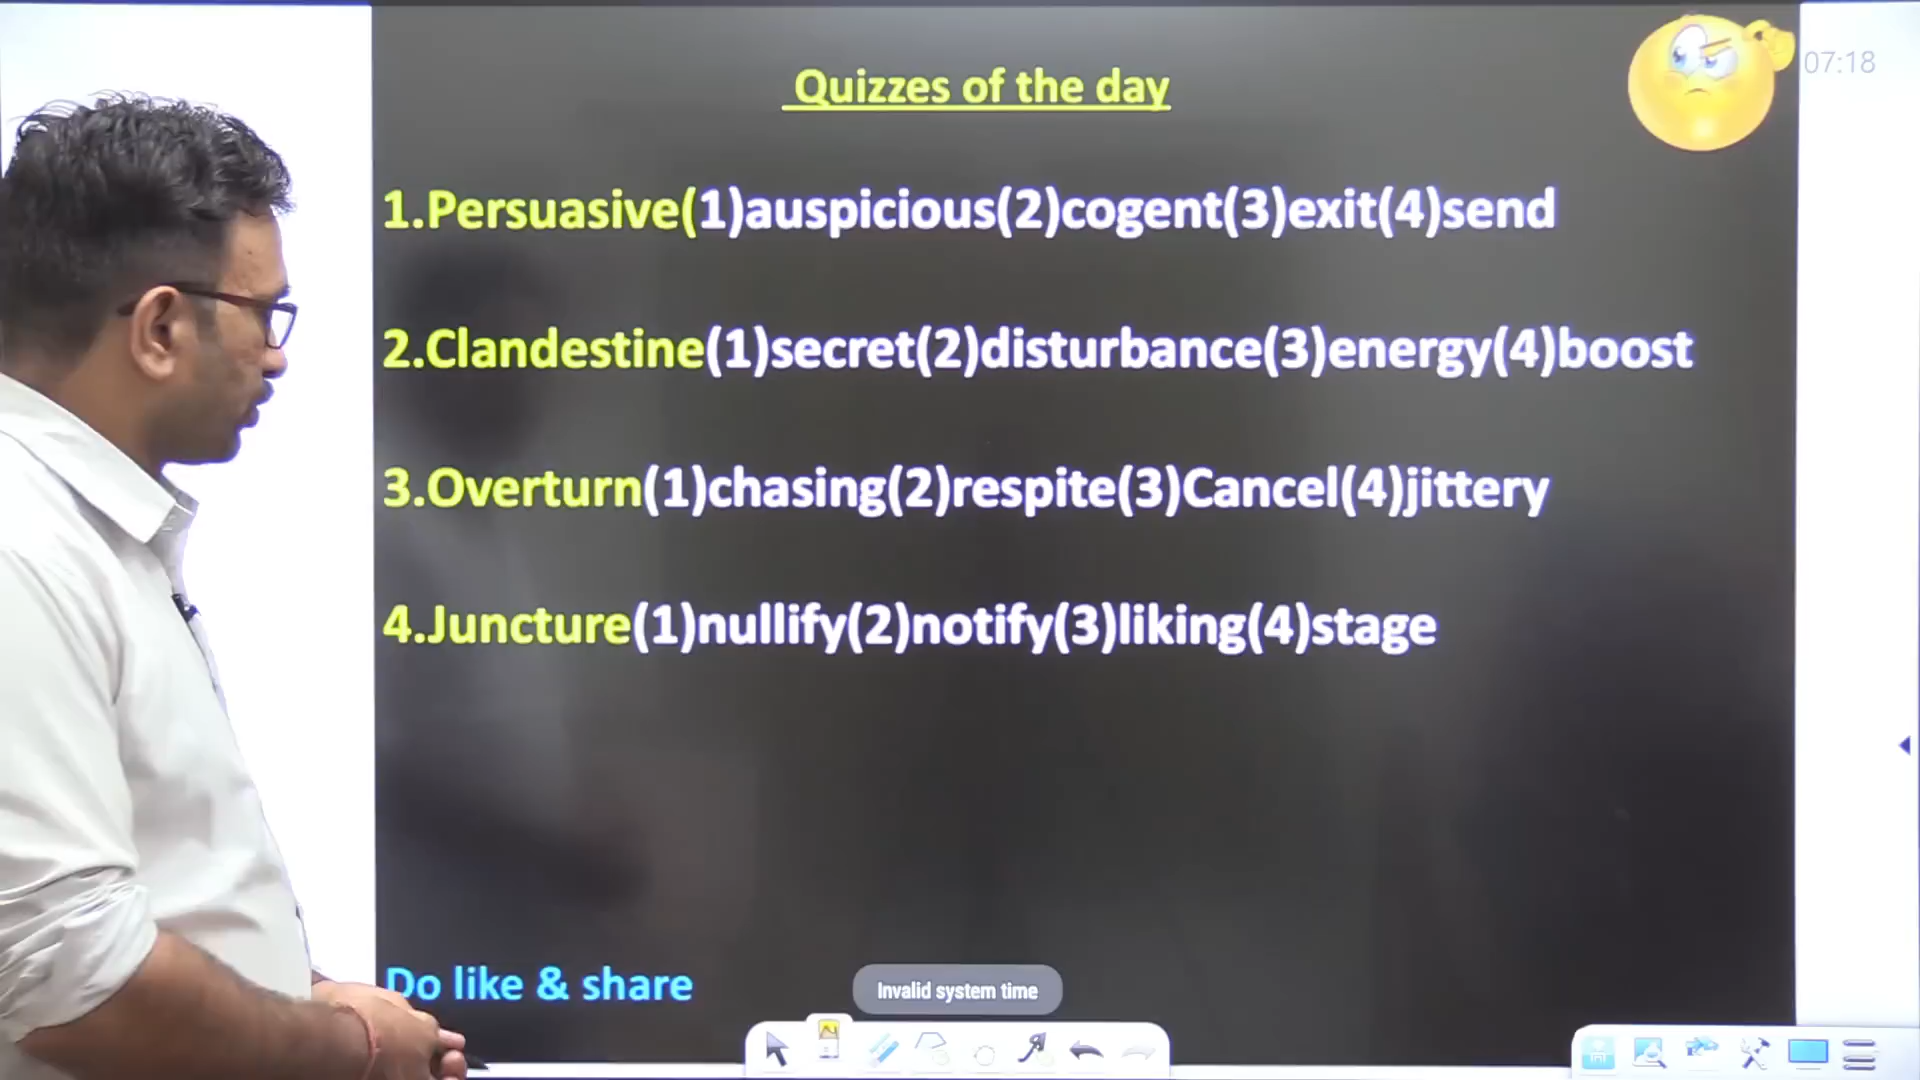 Quizzes of the day
07:18
1.Persuasive(1)auspicious(2)cogent(3)exit(4)send
2.Clandestine(1)secret(2)disturbance(3)energy(4)boost
3.Overturn(1)chasing(2)respite(3)Cancel(4)jittery
4.Juncture(1)nullify(2)notify(3)liking(4)stage
Do like & share
Invalid system time